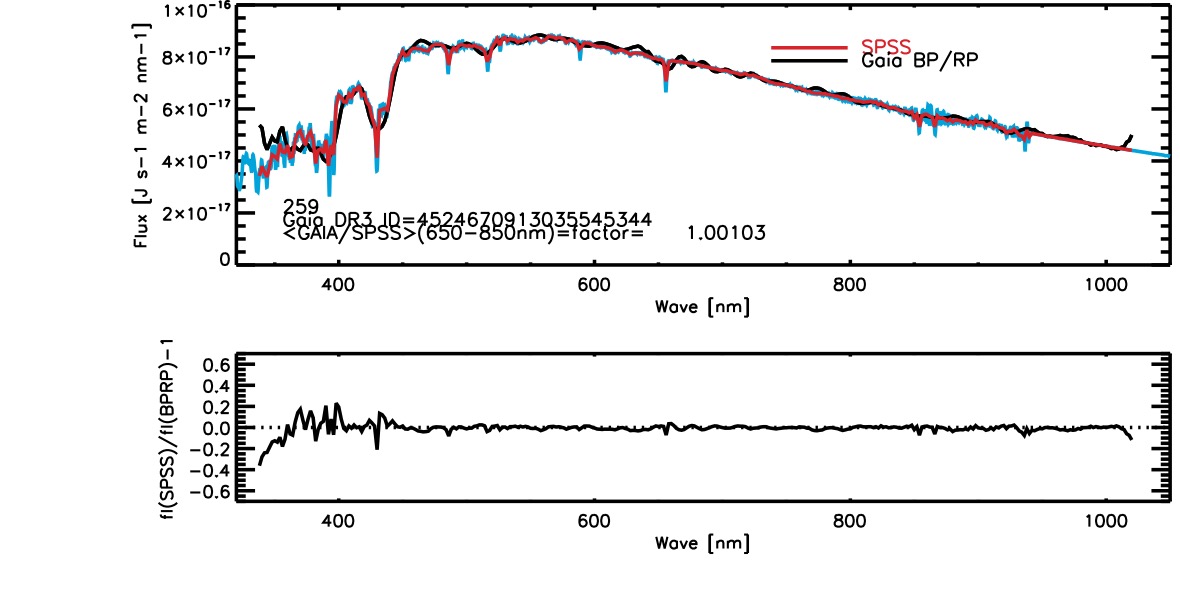 1×10−16
8×10−17
6×10−17
4×10−17
2×10−17
0
Flux [J s−1 m−2 nm−1]
SPSS
Gaia BP/RP
259
Gaia DR3 ID=4524670913035545344
<GAIA/SPSS>(650−850nm)=factor= 1.00103
400 600 800 1000
Wave [nm]
fl(SPSS)/fl(BPRP)−1
0.6
0.4
0.2
0.0
−0.2
−0.4
−0.6
400 600 800 1000
Wave [nm]